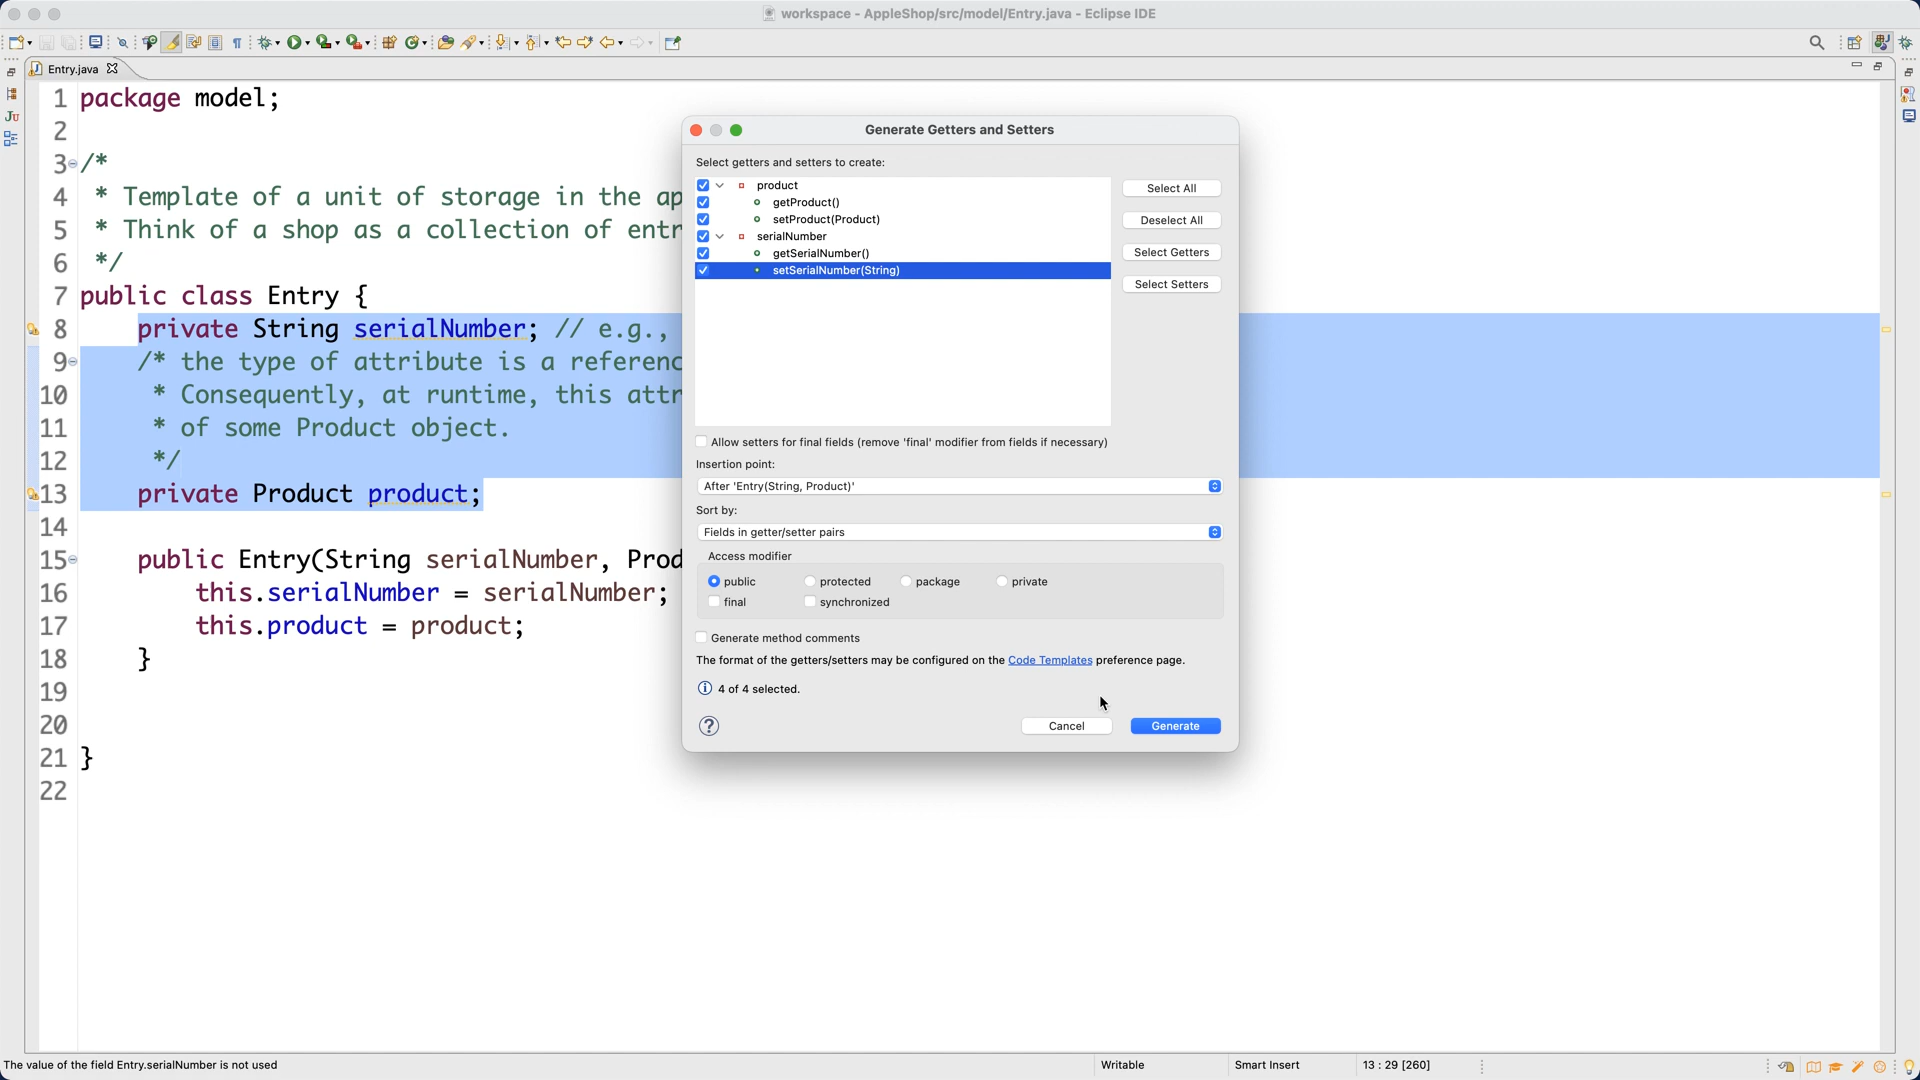 workspace - AppleShop/src/model/Entry.java - Eclipse IDE
Entry.java
1 package model;
2
3 /*
4  * Template of a unit of storage in the ap
5  * Think of a shop as a collection of entr
6  */
7 public class Entry {
8     private String serialNumber; // e.g.,
9     /* the type of attribute is a referenc
10      * Consequently, at runtime, this attr
11      * of some Product object.
12      */
13     private Product product;
14
15     public Entry(String serialNumber, Prod
16         this.serialNumber = serialNumber;
17         this.product = product;
18     }
19
20
21 }
22
Generate Getters and Setters
Select getters and setters to create:
product
getProduct()
setProduct(Product)
serialNumber
getSerialNumber()
setSerialNumber(String)
Select All
Deselect All
Select Getters
Select Setters
Allow setters for final fields (remove 'final' modifier from fields if necessary)
Insertion point:
After 'Entry(String, Product)'
Sort by:
Fields in getter/setter pairs
Access modifier
public protected package private
final synchronized
Generate method comments
The format of the getters/setters may be configured on the Code Templates preference page.
4 of 4 selected.
? Cancel Generate
The value of the field Entry.serialNumber is not used Writable Smart Insert 13 : 29 [260]